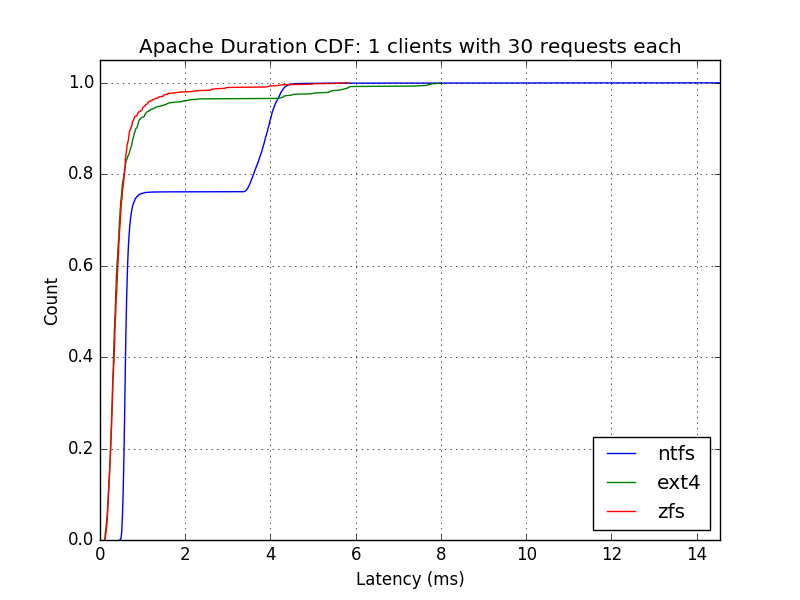 Apache Duration CDF: 1 clients with 30 requests each
1.0
0.8
0.6
0.4
0.2
0.0
Count
0 2 4 6 8 10 12 14
Latency (ms)
ntfs
ext4
zfs